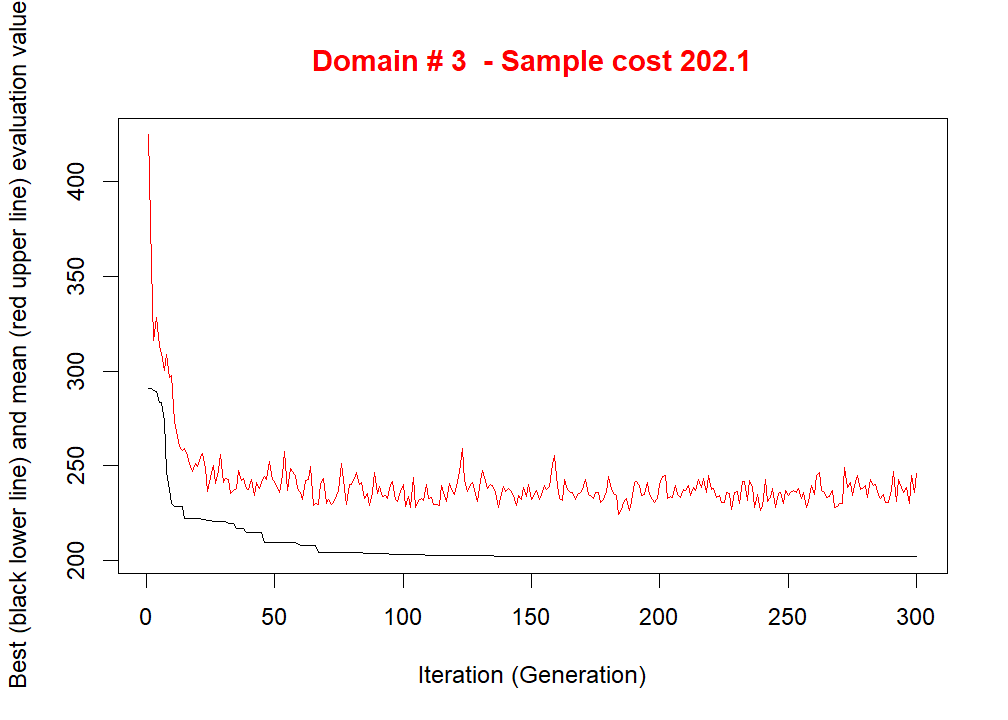 Domain # 3  - Sample cost 202.1
Best (black lower line) and mean (red upper line) evaluation value
400
350
300
250
200
0 50 100 150 200 250 300
Iteration (Generation)